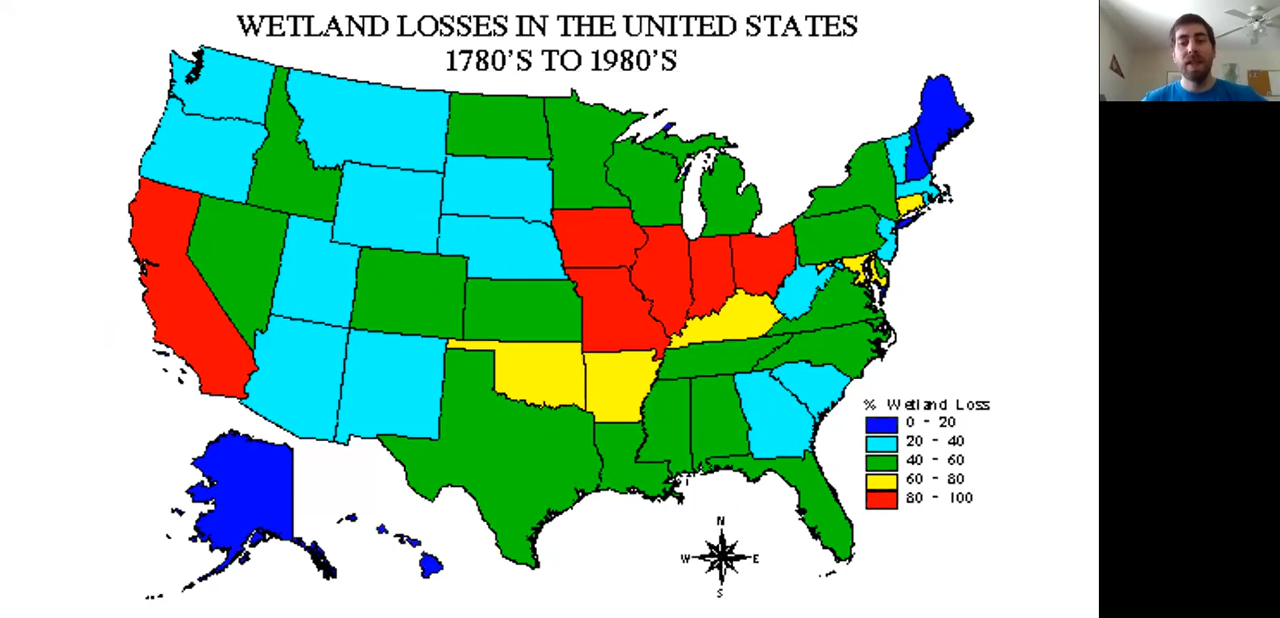 WETLAND LOSSES IN THE UNITED STATES
1780'S TO 1980'S
% Wetland Loss
0 - 20
20 - 40
40 - 60
60 - 80
80 - 100
N
W E
S